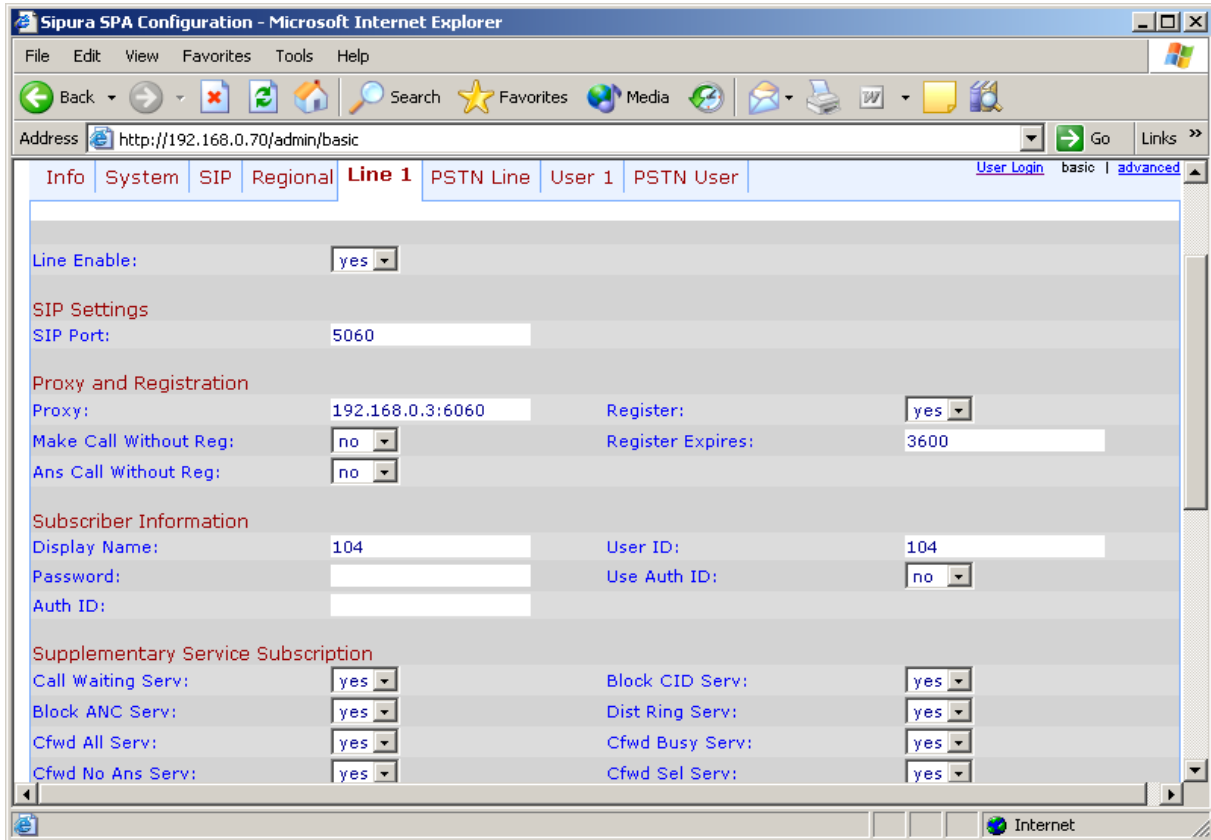 Sipura SPA Configuration - Microsoft Internet Explorer
File Edit View Favorites Tools Help
Back Search Favorites Media
Address http://192.168.0.70/admin/basic Go Links »
Info System SIP Regional Line 1 PSTN Line User 1 PSTN User User Login basic | advanced
Line Enable: yes
SIP Settings
SIP Port: 5060
Proxy and Registration
Proxy: 192.168.0.3:6060 Register: yes
Make Call Without Reg: no Register Expires: 3600
Ans Call Without Reg: no
Subscriber Information
Display Name: 104 User ID: 104
Password: Use Auth ID: no
Auth ID:
Supplementary Service Subscription
Call Waiting Serv: yes Block CID Serv: yes
Block ANC Serv: yes Dist Ring Serv: yes
Cfwd All Serv: yes Cfwd Busy Serv: yes
Cfwd No Ans Serv: yes Cfwd Sel Serv: yes
Internet